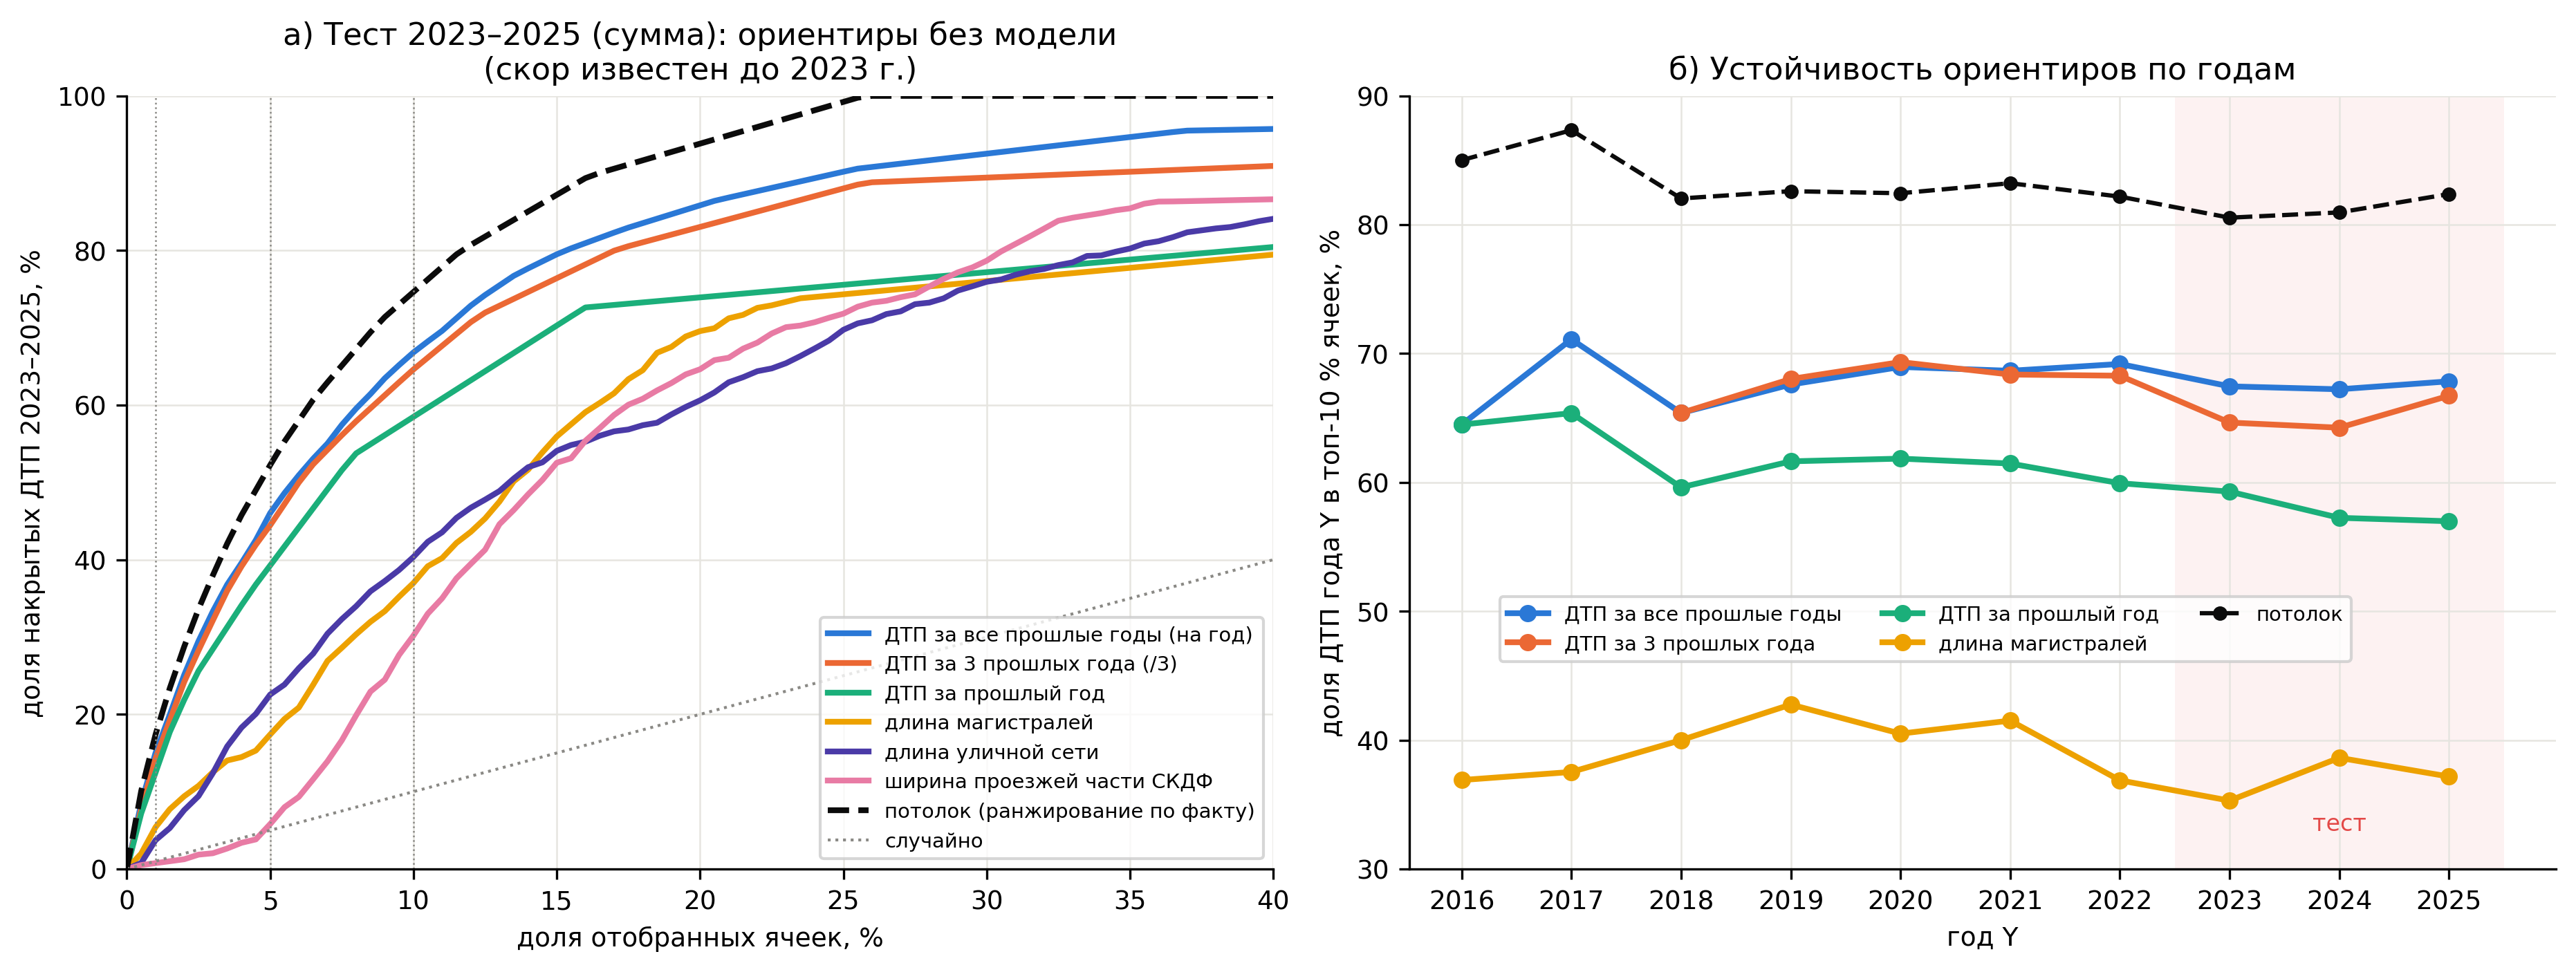 а) Тест 2023–2025 (сумма): ориентиры без модели
(скор известен до 2023 г.)
доля накрытых ДТП 2023–2025, %
100
80
60
40
20
0
0 5 10 15 20 25 30 35 40
доля отобранных ячеек, %
ДТП за все прошлые годы (на год)
ДТП за 3 прошлых года (/3)
ДТП за прошлый год
длина магистралей
длина уличной сети
ширина проезжей части СКДФ
потолок (ранжирование по факту)
случайно
б) Устойчивость ориентиров по годам
доля ДТП года Y в топ-10 % ячеек, %
90
80
70
60
50
40
30
ДТП за все прошлые годы ДТП за прошлый год потолок
ДТП за 3 прошлых года длина магистралей
тест
2016 2017 2018 2019 2020 2021 2022 2023 2024 2025
год Y